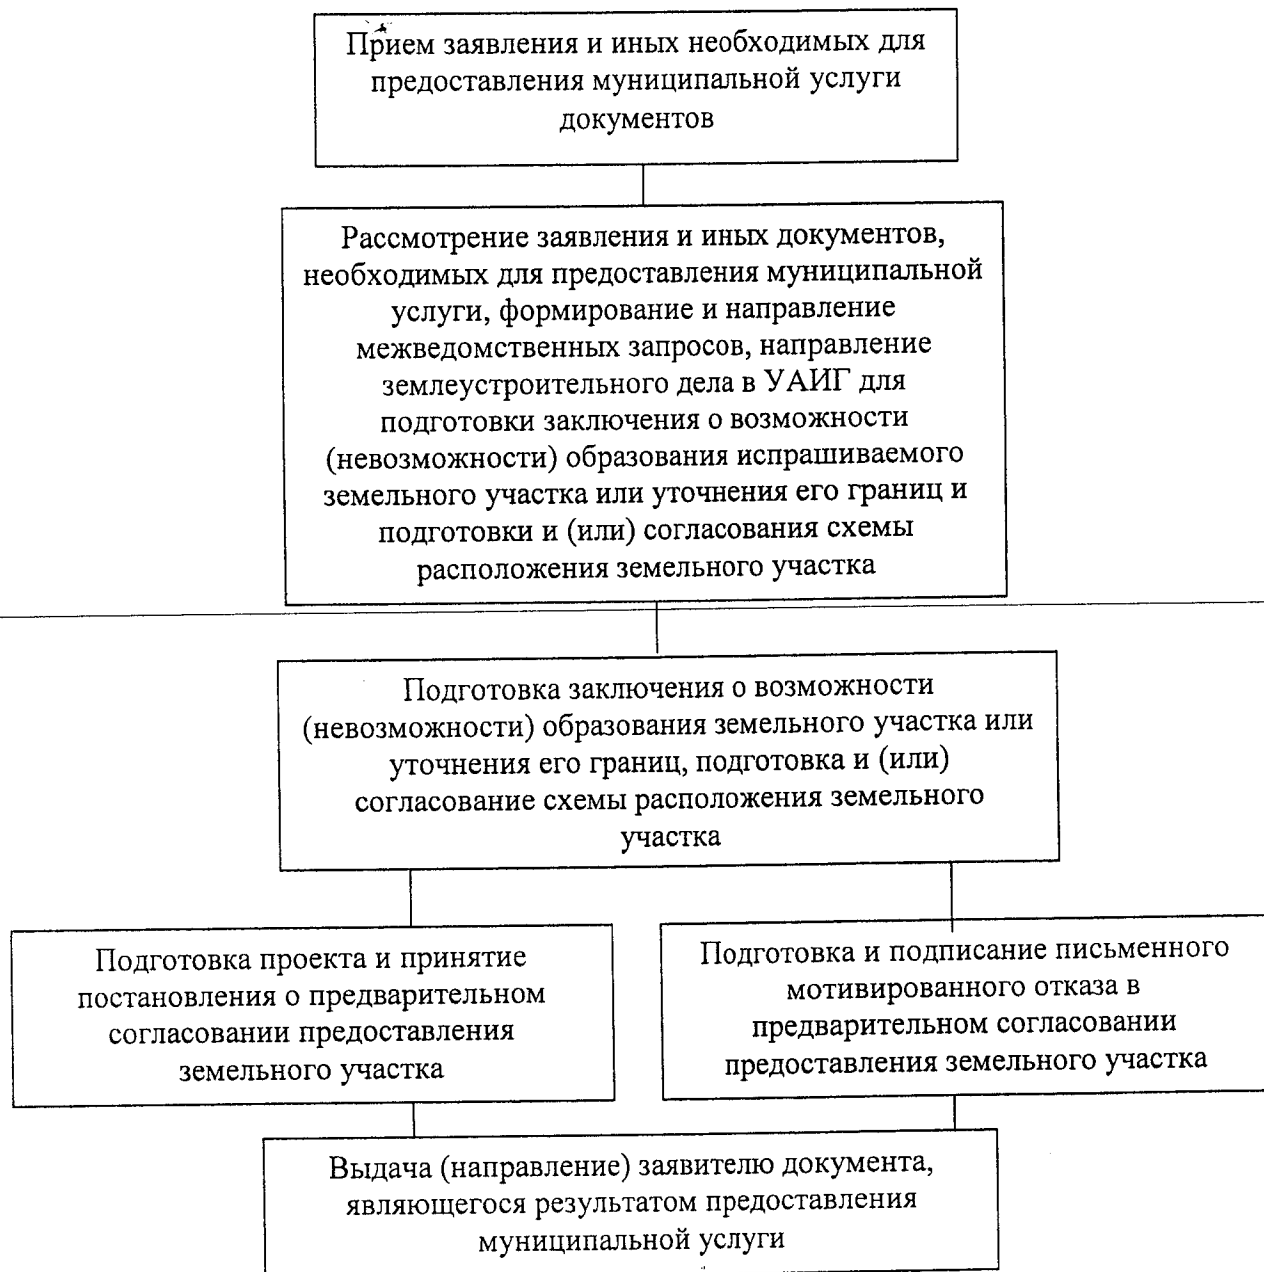 Прием заявления и иных необходимых для
предоставления муниципальной услуги
документов
Рассмотрение заявления и иных документов,
необходимых для предоставления муниципальной
услуги, формирование и направление
межведомственных запросов, направление
землеустроительного дела в УАИГ для
подготовки заключения о возможности
(невозможности) образования испрашиваемого
земельного участка или уточнения его границ и
подготовки и (или) согласования схемы
расположения земельного участка
Подготовка заключения о возможности
(невозможности) образования земельного участка или
уточнения его границ, подготовка и (или)
согласование схемы расположения земельного
участка
Подготовка проекта и принятие
постановления о предварительном
согласовании предоставления
земельного участка
Подготовка и подписание письменного
мотивированного отказа в
предварительном согласовании
предоставления земельного участка
Выдача (направление) заявителю документа,
являющегося результатом предоставления
муниципальной услуги